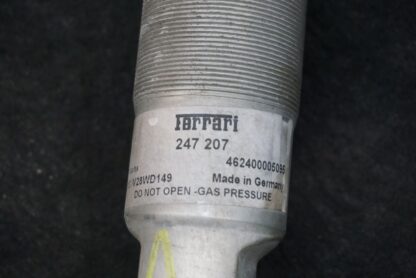 Ferrari
247 207
462400005095
V28WD149
Made in Germany
DO NOT OPEN -GAS PRESSURE